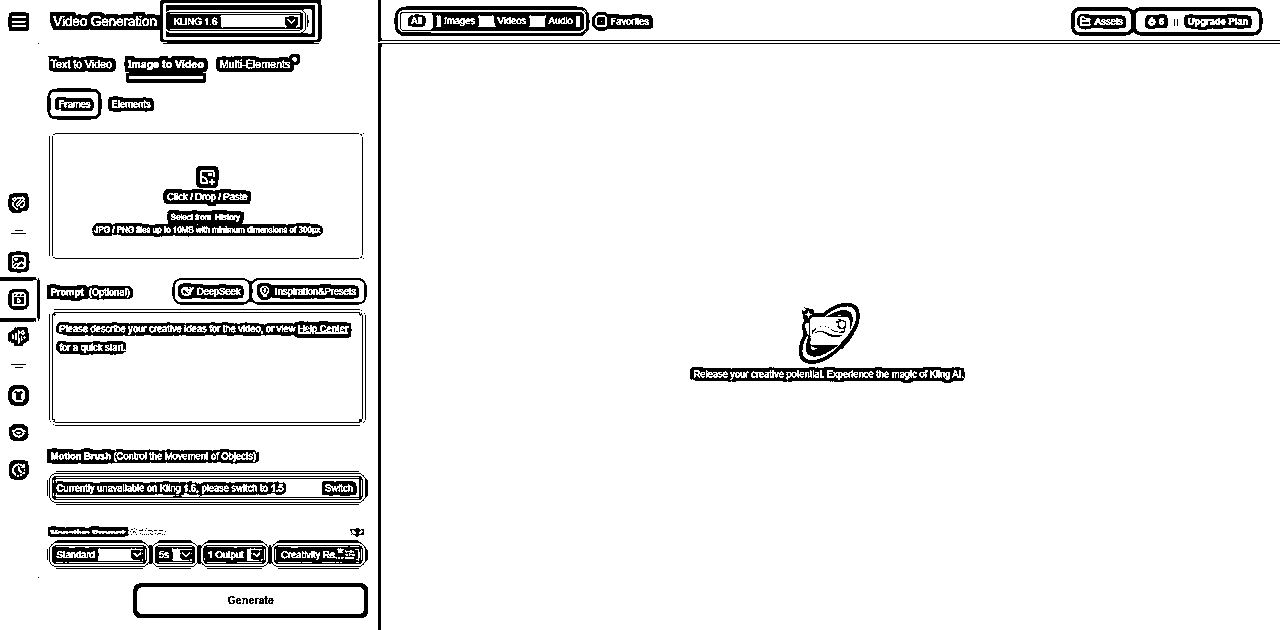 Video Generation KLING 1.6
All Images Videos Audio Favorites
Assets 6 Upgrade Plan
Text to Video Image to Video Multi-Elements
Frames Elements
Click / Drop / Paste
Select from History
JPG / PNG files up to 10MB with minimum dimensions of 300px
Prompt (Optional) DeepSeek Inspiration&Presets
Please describe your creative ideas for the video, or view Help Center
for a quick start.
Release your creative potential. Experience the magic of Kling AI.
Motion Brush (Control the Movement of Objects)
Currently unavailable on Kling 1.6, please switch to 1.5 Switch
Standard 5s 1 Output Creativity Re...
Generate